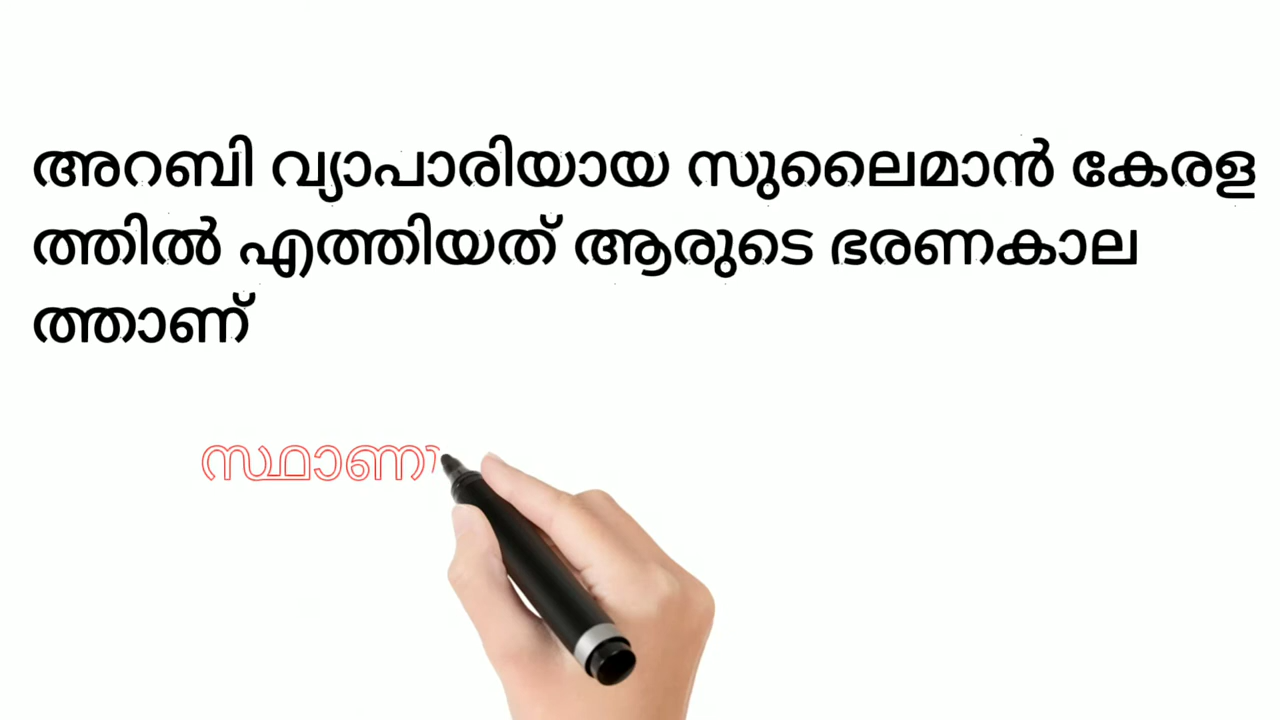 അറബി വ്യാപാരിയായ സുലൈമാൻ കേരള
ത്തിൽ എത്തിയത് ആരുടെ ഭരണകാല
ത്താണ്
സ്ഥാണ